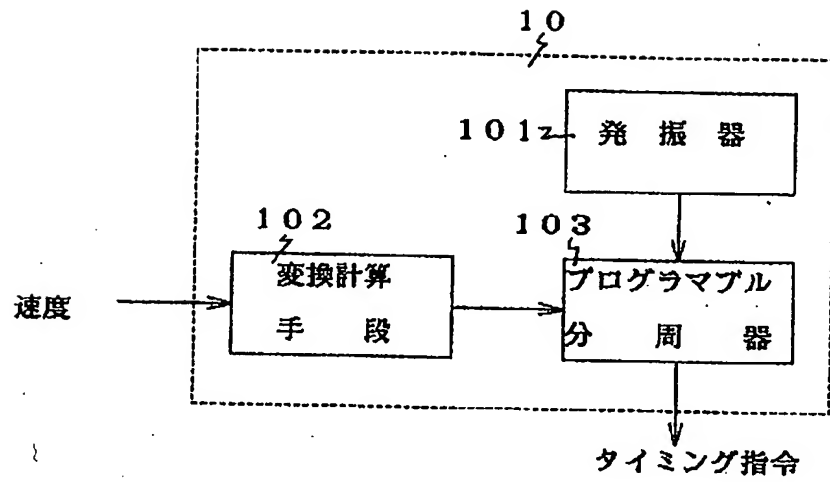 10
101
発振器
102
変換計算
手段
103
プログラマブル
分周器
速度
タイミング指令